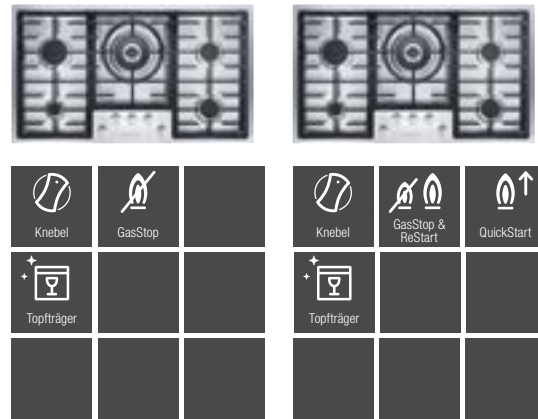 Knebel
GasStop
Knebel
GasStop &
ReStart
QuickStart
Topfträger
Topfträger